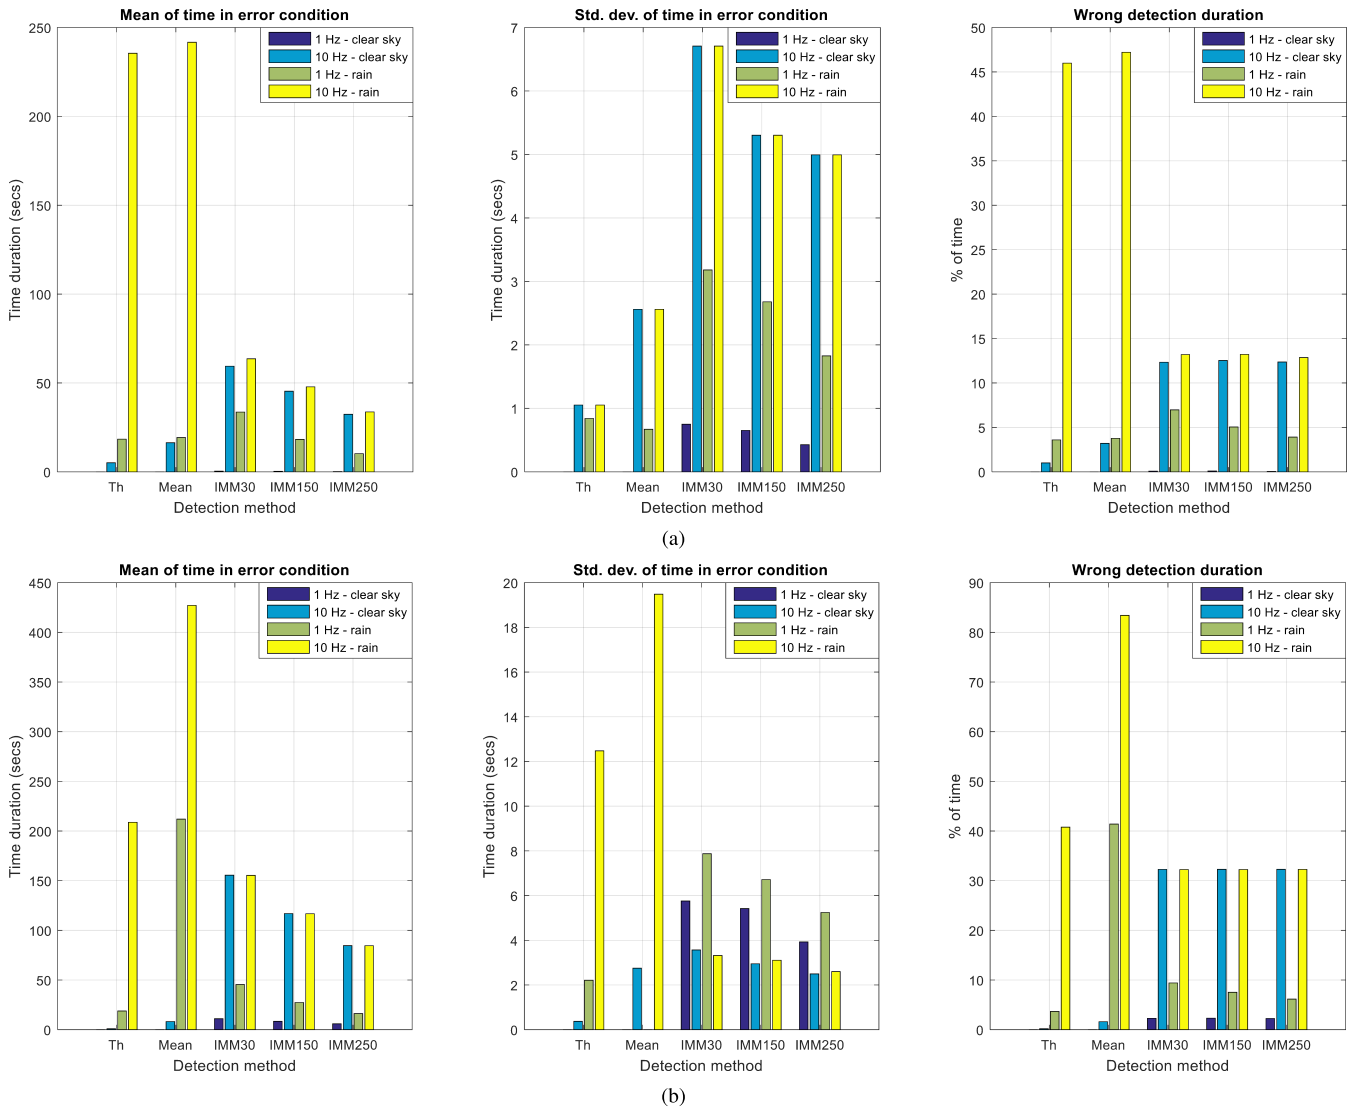 Mean of time in error condition
250
200
150
100
50
0
Time duration (secs)
1 Hz - clear sky
10 Hz - clear sky
1 Hz - rain
10 Hz - rain
Th Mean IMM30 IMM150 IMM250
Detection method
Std. dev. of time in error condition
7
6
5
4
3
2
1
0
Time duration (secs)
1 Hz - clear sky
10 Hz - clear sky
1 Hz - rain
10 Hz - rain
Th Mean IMM30 IMM150 IMM250
Detection method
Wrong detection duration
50
45
40
35
30
25
20
15
10
5
0
% of time
1 Hz - clear sky
10 Hz - clear sky
1 Hz - rain
10 Hz - rain
Th Mean IMM30 IMM150 IMM250
Detection method
(a)
Mean of time in error condition
450
400
350
300
250
200
150
100
50
0
Time duration (secs)
1 Hz - clear sky
10 Hz - clear sky
1 Hz - rain
10 Hz - rain
Th Mean IMM30 IMM150 IMM250
Detection method
Std. dev. of time in error condition
20
18
16
14
12
10
8
6
4
2
0
Time duration (secs)
1 Hz - clear sky
10 Hz - clear sky
1 Hz - rain
10 Hz - rain
Th Mean IMM30 IMM150 IMM250
Detection method
Wrong detection duration
90
80
70
60
50
40
30
20
10
0
% of time
1 Hz - clear sky
10 Hz - clear sky
1 Hz - rain
10 Hz - rain
Th Mean IMM30 IMM150 IMM250
Detection method
(b)